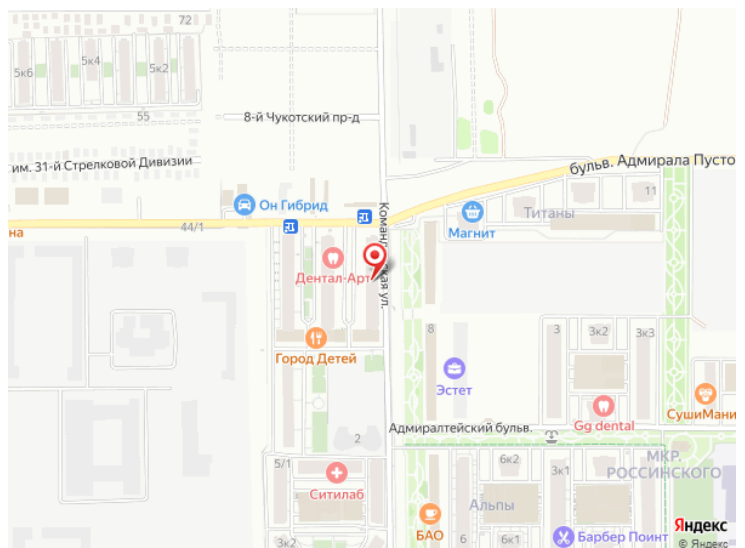 72
5к4
5к6
5к2
55
8-й Чукотский пр-д
им. 31-й Стрелковой Дивизии
бульв. Адмирала Пусто
11
Он Гибрид
Титаны
Магнит
44/1
на
Дентал-Арт
ул.
8
3
3к2
3к3
Город Детей
Эстет
СушиМани
Gg dental
Адмиралтейский бульв.
2
5/1
6к2
3к1
МКР.
РОССИНСКОГО
Ситилаб
Альпы
БАО
6
Барбер Поинт
3к2
Яндекс
© Яндекс